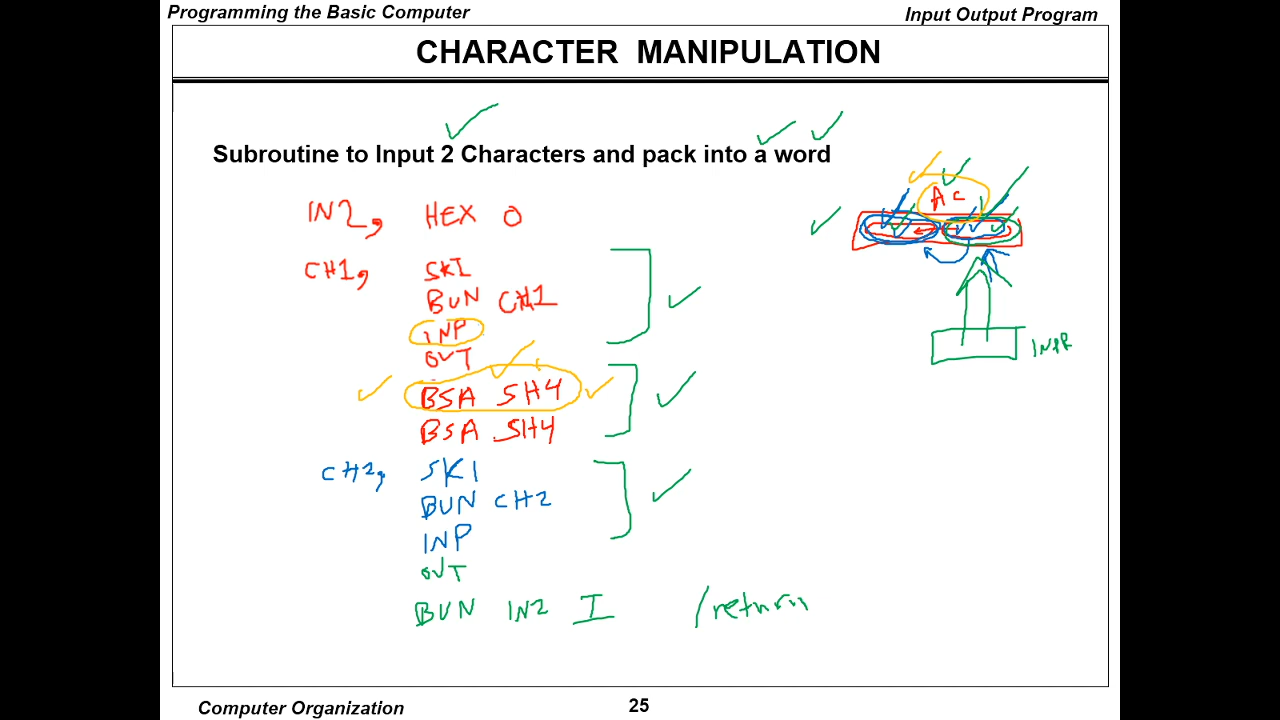 Programming the Basic Computer
Input Output Program
CHARACTER MANIPULATION
Subroutine to Input 2 Characters and pack into a word
AC
IN2, HEX 0
CH1, SKI
BUN CH1
INP
OUT
INPR
BSA SH4
BSA SH4
CH2, SKI
BUN CH2
INP
OUT
BUN IN2 I /return
Computer Organization
25